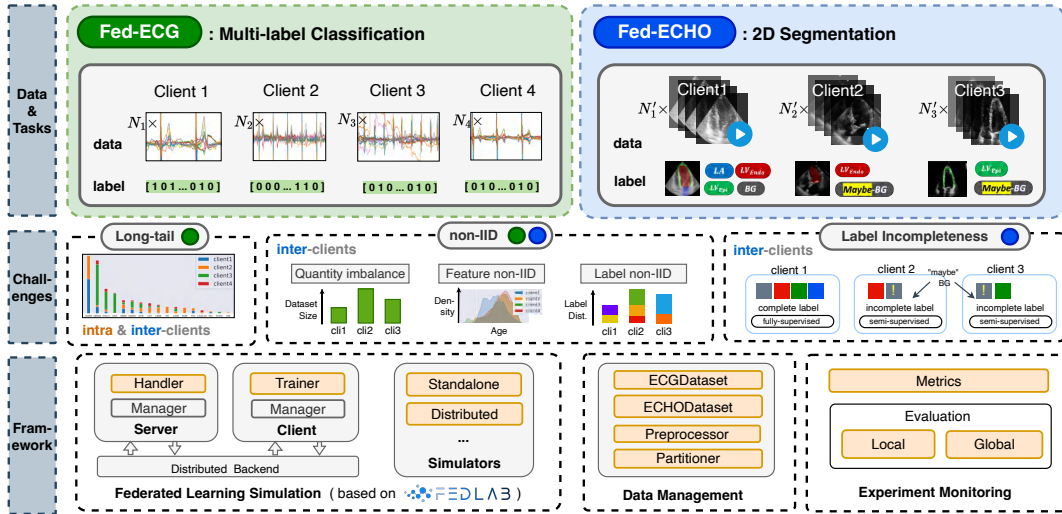 Data
&
Tasks
Fed-ECG : Multi-label Classification
Client 1 Client 2 Client 3 Client 4
N1× N2× N3× N4×
data
label [ 1 0 1 ... 0 1 0 ] [ 0 0 0 ... 1 1 0 ] [ 0 1 0 ... 0 1 0 ] [ 0 1 0 ... 0 1 0 ]
Fed-ECHO : 2D Segmentation
Client1 Client2 Client3
N′1× N′2× N′3×
data
label
LA LVEndo
LVEpi BG
LVEndo
Maybe-BG
LVEpi
Maybe-BG
Chall-
enges
Long-tail
client1
client2
client3
client4
intra & inter-clients
non-IID
inter-clients
Quantity imbalance Feature non-IID Label non-IID
Dataset
Size
cli1 cli2 cli3
Den-
sity
client1
client2
client3
client4
Age
Label
Dist.
cli1 cli2 cli3
Label Incompleteness
inter-clients
client 1 client 2 "maybe" BG client 3
! !
complete label incomplete label incomplete label
fully-supervised semi-supervised semi-supervised
Fram-
ework
Handler
Manager
Server
Trainer
Manager
Client
Distributed Backend
Standalone
Distributed
...
Simulators
Federated Learning Simulation ( based on FEDLAB )
ECGDataset
ECHODataset
Preprocessor
Partitioner
Data Management
Metrics
Evaluation
Local Global
Experiment Monitoring